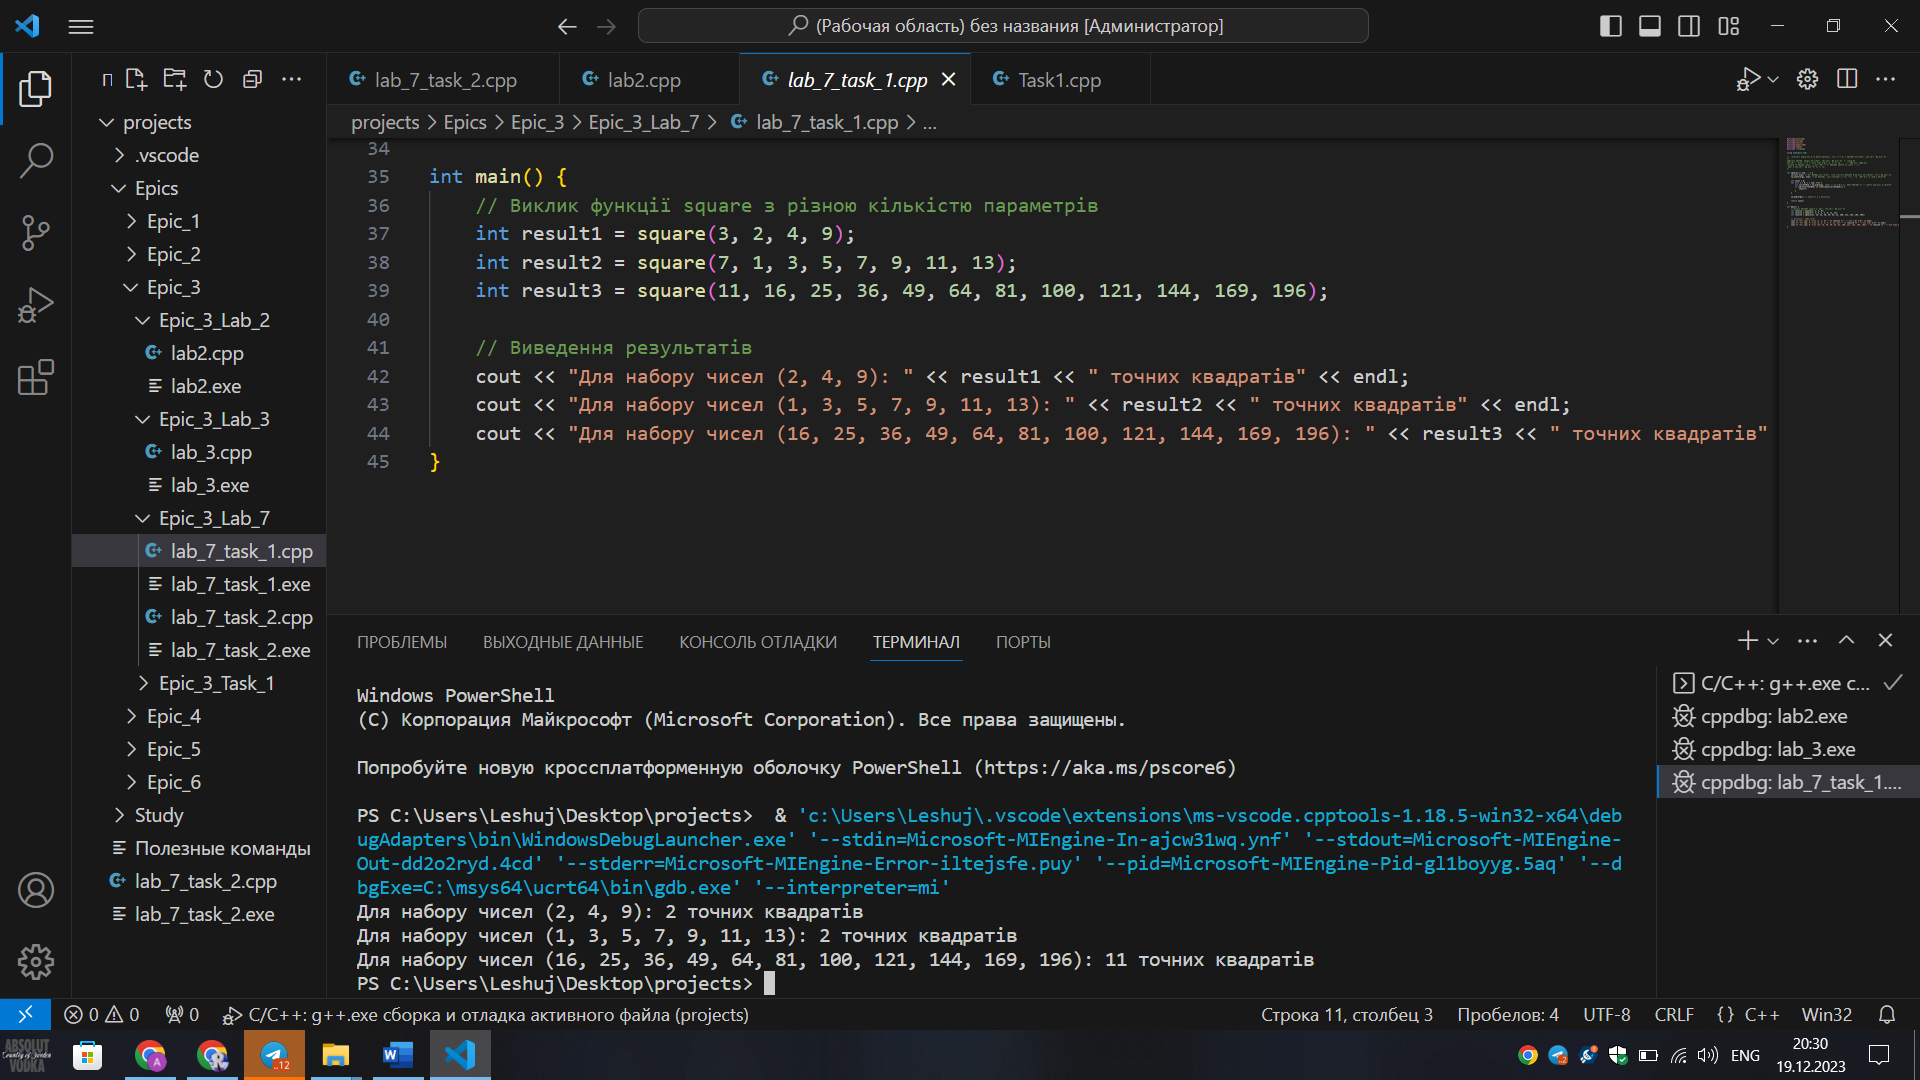 (Рабочая область) без названия [Администратор]
lab_7_task_2.cpp
lab2.cpp
lab_7_task_1.cpp
Task1.cpp
projects > Epics > Epic_3 > Epic_3_Lab_7 > lab_7_task_1.cpp > ...
П
projects
.vscode
Epics
Epic_1
Epic_2
Epic_3
Epic_3_Lab_2
lab2.cpp
lab2.exe
Epic_3_Lab_3
lab_3.cpp
lab_3.exe
Epic_3_Lab_7
lab_7_task_1.cpp
lab_7_task_1.exe
lab_7_task_2.cpp
lab_7_task_2.exe
Epic_3_Task_1
Epic_4
Epic_5
Epic_6
Study
Полезные команды
lab_7_task_2.cpp
lab_7_task_2.exe
34
35 int main() {
36 // Виклик функції square з різною кількістю параметрів
37 int result1 = square(3, 2, 4, 9);
38 int result2 = square(7, 1, 3, 5, 7, 9, 11, 13);
39 int result3 = square(11, 16, 25, 36, 49, 64, 81, 100, 121, 144, 169, 196);
40
41 // Виведення результатів
42 cout << "Для набору чисел (2, 4, 9): " << result1 << " точних квадратів" << endl;
43 cout << "Для набору чисел (1, 3, 5, 7, 9, 11, 13): " << result2 << " точних квадратів" << endl;
44 cout << "Для набору чисел (16, 25, 36, 49, 64, 81, 100, 121, 144, 169, 196): " << result3 << " точних квадратів"
45 }
ПРОБЛЕМЫ ВЫХОДНЫЕ ДАННЫЕ КОНСОЛЬ ОТЛАДКИ ТЕРМИНАЛ ПОРТЫ
Windows PowerShell
(C) Корпорация Майкрософт (Microsoft Corporation). Все права защищены.
Попробуйте новую кроссплатформенную оболочку PowerShell (https://aka.ms/pscore6)
PS C:\Users\Leshuj\Desktop\projects>  & 'c:\Users\Leshuj\.vscode\extensions\ms-vscode.cpptools-1.18.5-win32-x64\deb
ugAdapters\bin\WindowsDebugLauncher.exe' '--stdin=Microsoft-MIEngine-In-ajcw31wq.ynf' '--stdout=Microsoft-MIEngine-
Out-dd2o2ryd.4cd' '--stderr=Microsoft-MIEngine-Error-iltejsfe.puy' '--pid=Microsoft-MIEngine-Pid-gl1boyyg.5aq' '--d
bgExe=C:\msys64\ucrt64\bin\gdb.exe' '--interpreter=mi'
Для набору чисел (2, 4, 9): 2 точних квадратів
Для набору чисел (1, 3, 5, 7, 9, 11, 13): 2 точних квадратів
Для набору чисел (16, 25, 36, 49, 64, 81, 100, 121, 144, 169, 196): 11 точних квадратів
PS C:\Users\Leshuj\Desktop\projects>
C/C++: g++.exe с...
cppdbg: lab2.exe
cppdbg: lab_3.exe
cppdbg: lab_7_task_1....
0 0 0 C/C++: g++.exe сборка и отладка активного файла (projects)
Строка 11, столбец 3 Пробелов: 4 UTF-8 CRLF {} C++ Win32
ABSOLUT
Country of Sweden
VODKA
..12
ENG
20:30
19.12.2023